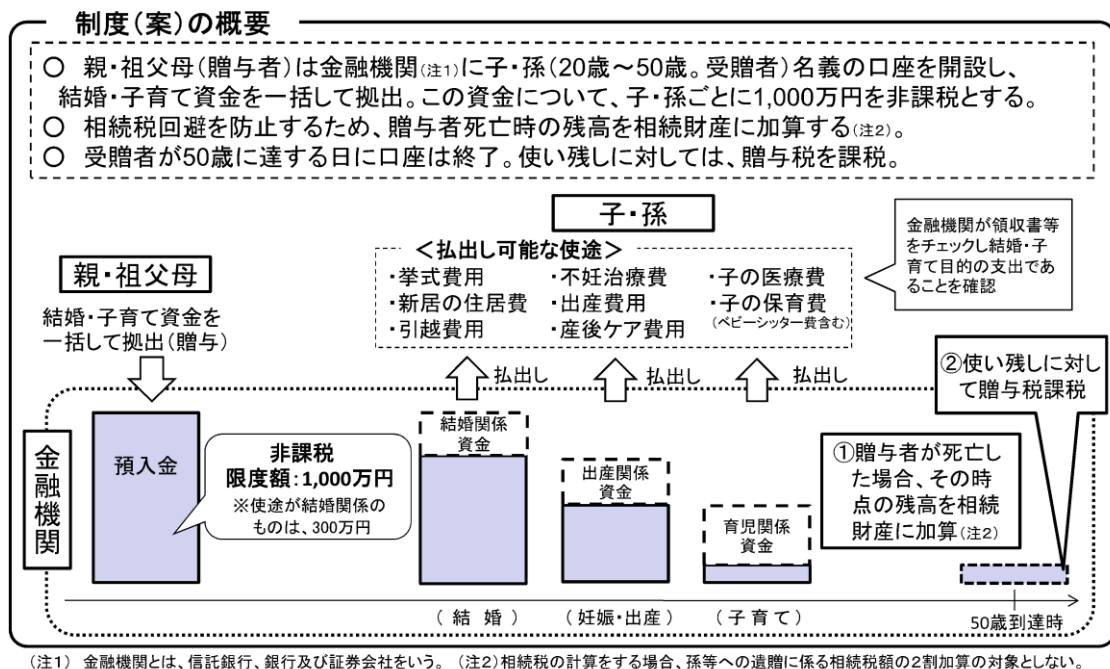 制度(案)の概要
○ 親・祖父母(贈与者)は金融機関(注1)に子・孫(20歳~50歳。受贈者)名義の口座を開設し、
結婚・子育て資金を一括して拠出。この資金について、子・孫ごとに1,000万円を非課税とする。
○ 相続税回避を防止するため、贈与者死亡時の残高を相続財産に加算する(注2)。
○ 受贈者が50歳に達する日に口座は終了。使い残しに対しては、贈与税を課税。
子・孫
<払出し可能な使途>
・挙式費用 ・不妊治療費 ・子の医療費
・新居の住居費 ・出産費用 ・子の保育費
・引越費用 ・産後ケア費用 (ベビーシッター費含む)
金融機関が領収書等
をチェックし結婚・子
育て目的の支出であ
ることを確認
親・祖父母
結婚・子育て資金を
一括して拠出(贈与)
払出し 払出し 払出し
②使い残しに対し
て贈与税課税
金融機関
預入金
非課税
限度額:1,000万円
※使途が結婚関係の
ものは、300万円
結婚関係
資金
出産関係
資金
育児関係
資金
①贈与者が死亡し
た場合、その時
点の残高を相続
財産に加算(注2)
(結婚) (妊娠・出産) (子育て) 50歳到達時
(注1) 金融機関とは、信託銀行、銀行及び証券会社をいう。 (注2)相続税の計算をする場合、孫等への遺贈に係る相続税額の2割加算の対象としない。